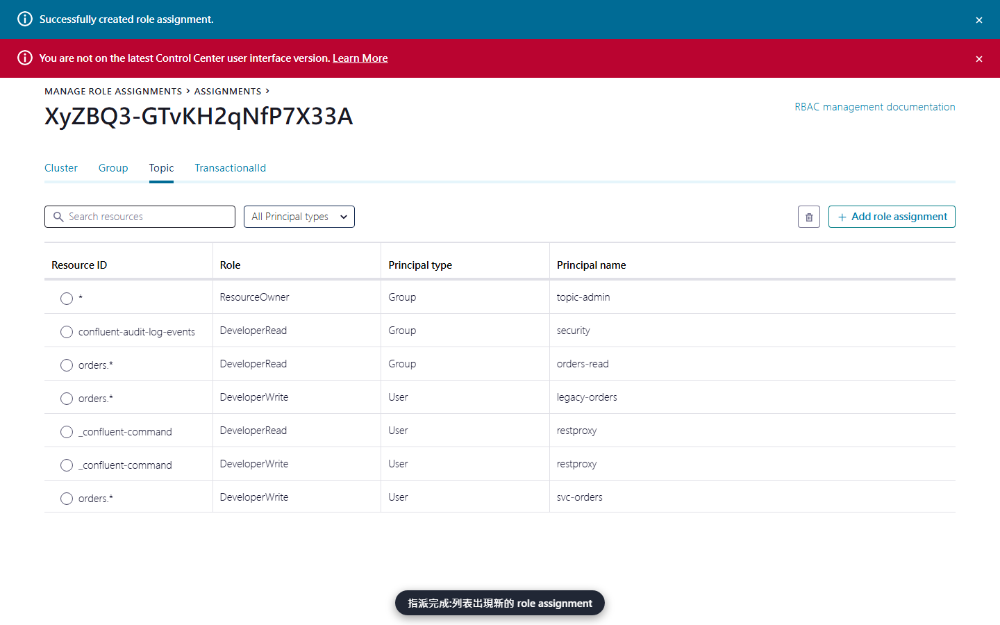 Successfully created role assignment.
You are not on the latest Control Center user interface version. Learn More
MANAGE ROLE ASSIGNMENTS > ASSIGNMENTS >
XyZBQ3-GTvKH2qNfP7X33A
RBAC management documentation
Cluster Group Topic TransactionalId
Search resources All Principal types + Add role assignment
Resource ID Role Principal type Principal name
* ResourceOwner Group topic-admin
confluent-audit-log-events DeveloperRead Group security
orders.* DeveloperRead Group orders-read
orders.* DeveloperWrite User legacy-orders
_confluent-command DeveloperRead User restproxy
_confluent-command DeveloperWrite User restproxy
orders.* DeveloperWrite User svc-orders
指派完成:列表出現新的 role assignment